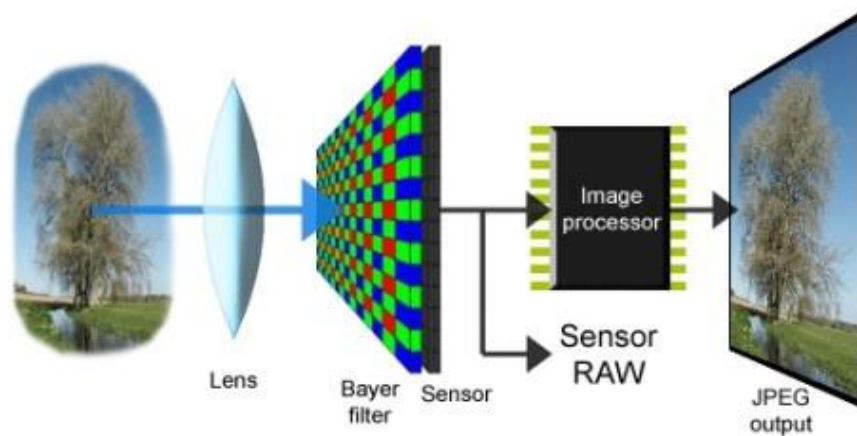 Lens
Bayer
filter
Sensor
Image
processor
Sensor
RAW
JPEG
output